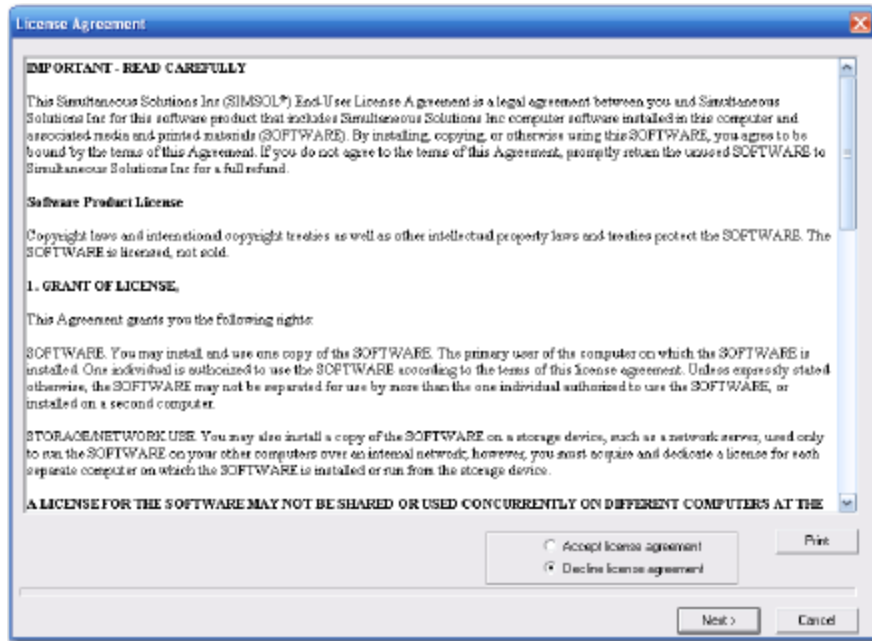 License Agreement
IMPORTANT - READ CAREFULLY
This Simultaneous Solutions Inc (SIMSOL®) End-User License Agreement is a legal agreement between you and Simultaneous
Solutions Inc for this software product that includes Simultaneous Solutions Inc computer software installed in this computer and
associated media and printed materials (SOFTWARE). By installing, copying, or otherwise using this SOFTWARE, you agree to be
bound by the terms of this Agreement. If you do not agree to the terms of this Agreement, promptly return the unused SOFTWARE to
Simultaneous Solutions Inc for a full refund.
Software Product License
Copyright laws and international copyright treaties as well as other intellectual property laws and treaties protect the SOFTWARE. The
SOFTWARE is licensed, not sold.
1. GRANT OF LICENSE,
This Agreement grants you the following rights:
SOFTWARE. You may install and use one copy of the SOFTWARE. The primary user of the computer on which the SOFTWARE is
installed. One individual is authorized to use the SOFTWARE according to the terms of this license agreement. Unless expressly stated
otherwise, the SOFTWARE may not be separated for use by more than the one individual authorized to use the SOFTWARE, or
installed on a second computer.
STORAGE/NETWORK USE. You may also install a copy of the SOFTWARE on a storage device, such as a network server, used only
to run the SOFTWARE on your other computers over an internal network, however, you must acquire and dedicate a license for each
separate computer on which the SOFTWARE is installed or run from the storage device.
A LICENSE FOR THE SOFTWARE MAY NOT BE SHARED OR USED CONCURRENTLY ON DIFFERENT COMPUTERS AT THE
Accept license agreement
Decline license agreement
Print
Next >
Cancel